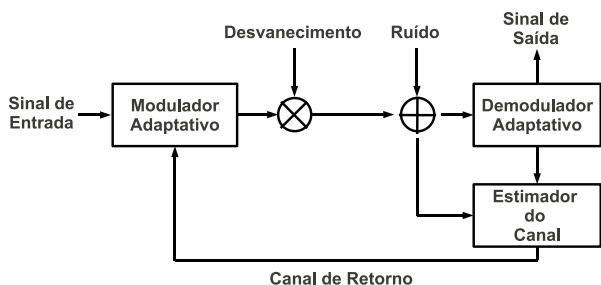 Desvanecimento
Ruído
Sinal de
Saída
Sinal de
Entrada
Modulador
Adaptativo
Demodulador
Adaptativo
Estimador
do
Canal
Canal de Retorno